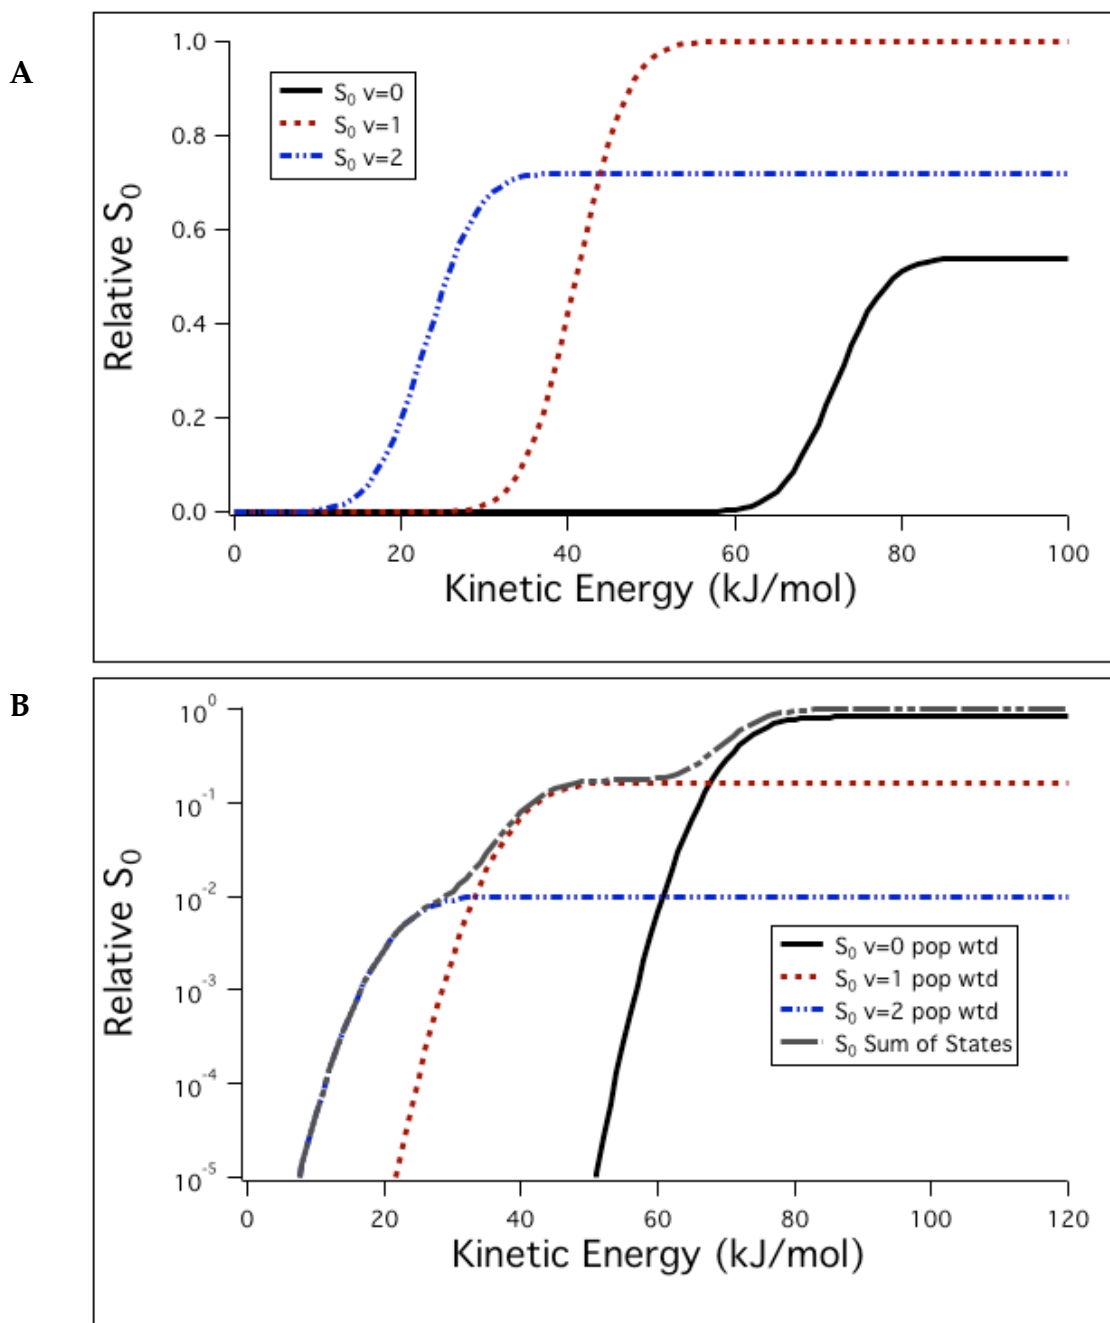 A
1.0
0.8
0.6
0.4
0.2
0.0
Relative S₀
S₀ v=0
S₀ v=1
S₀ v=2
0 20 40 60 80 100
Kinetic Energy (kJ/mol)
B
10⁰
10⁻¹
10⁻²
10⁻³
10⁻⁴
10⁻⁵
Relative S₀
S₀ v=0 pop wtd
S₀ v=1 pop wtd
S₀ v=2 pop wtd
S₀ Sum of States
0 20 40 60 80 100 120
Kinetic Energy (kJ/mol)